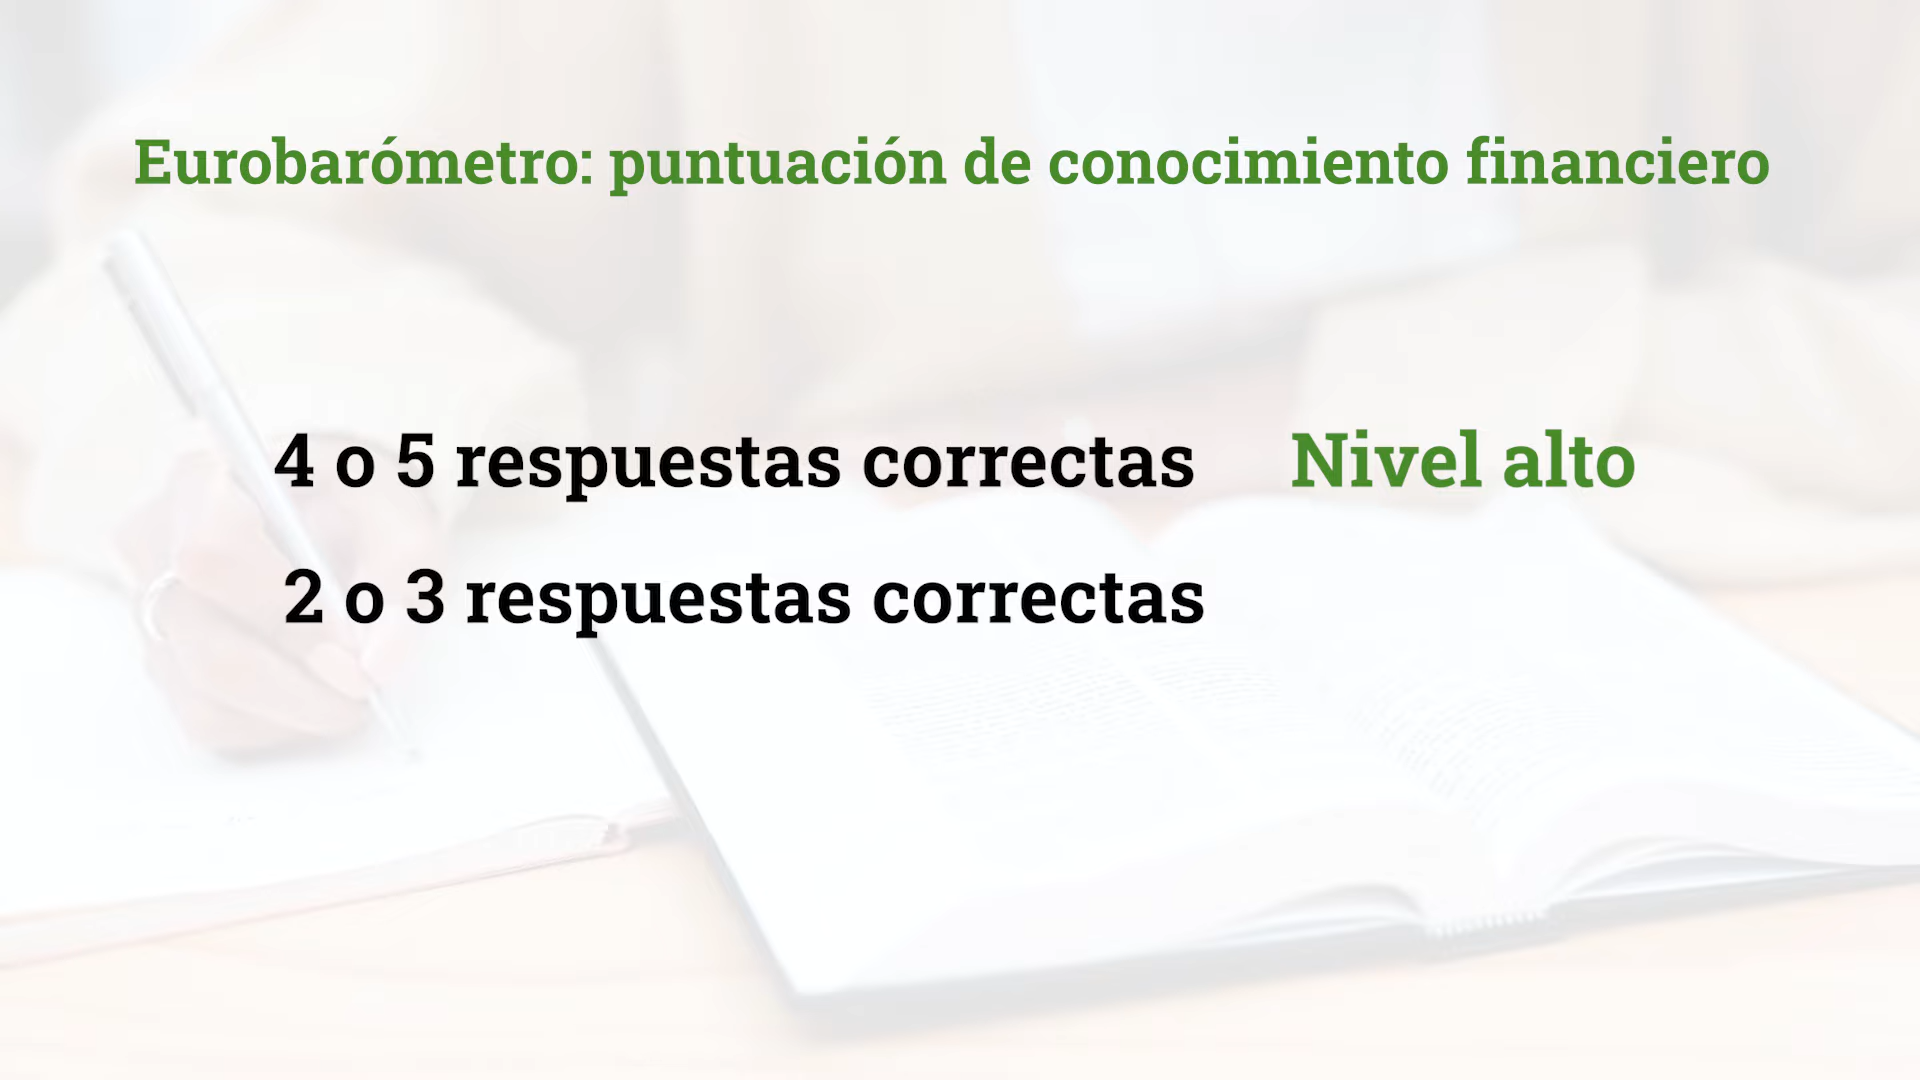 Eurobarómetro: puntuación de conocimiento financiero
4 o 5 respuestas correctas Nivel alto
2 o 3 respuestas correctas